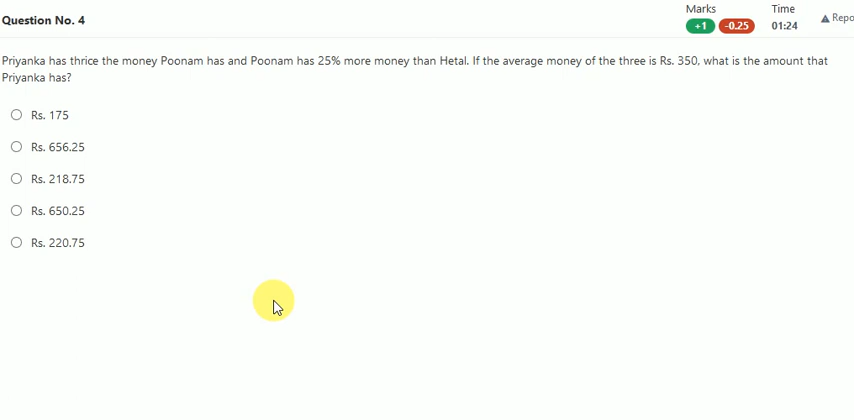 Question No. 4
Marks
+1 -0.25
Time
01:24
Repo
Priyanka has thrice the money Poonam has and Poonam has 25% more money than Hetal. If the average money of the three is Rs. 350, what is the amount that
Priyanka has?
Rs. 175
Rs. 656.25
Rs. 218.75
Rs. 650.25
Rs. 220.75